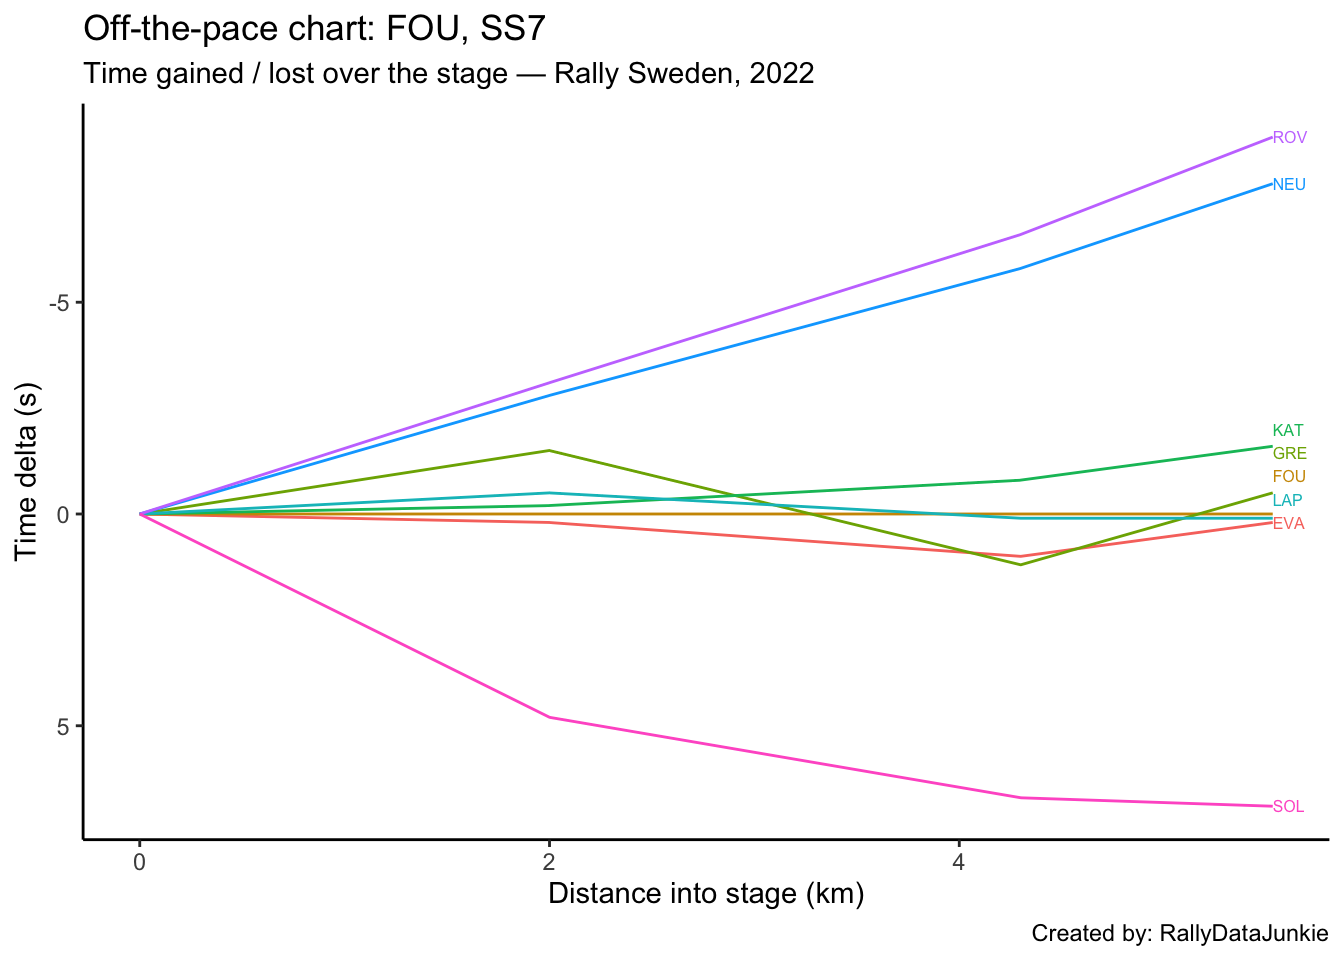 Off-the-pace chart: FOU, SS7
Time gained / lost over the stage — Rally Sweden, 2022
ROV
NEU
-5
KAT
GRE
FOU
LAP
0
EVA
5
SOL
Time delta (s)
0 2 4
Distance into stage (km)
Created by: RallyDataJunkie